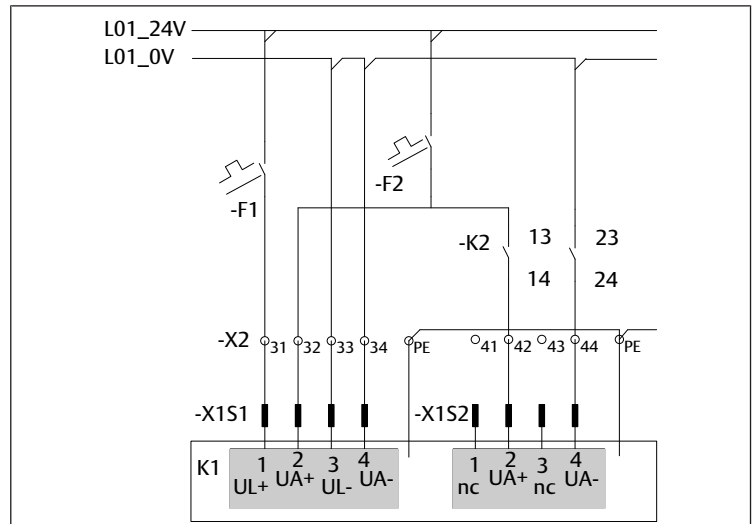 L01_24V
L01_0V
-F1
-F2
-K2 13 23
14 24
-X2 31 32 33 34 PE 41 42 43 44 PE
-X1S1 -X1S2
K1 1 2 3 4 1 2 3 4
UL+ UA+ UL- UA- nc UA+ nc UA-